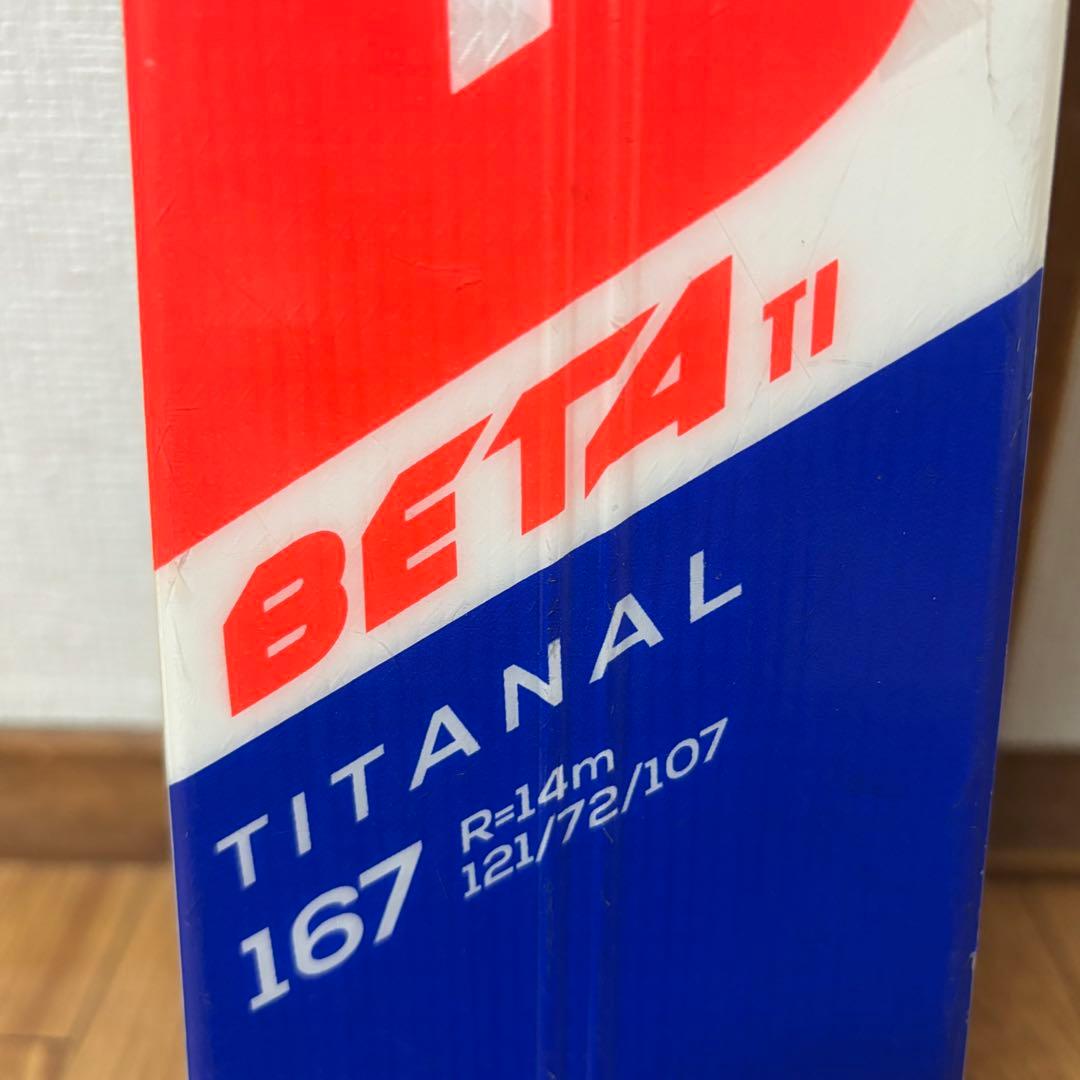 BETA TI
TITANAL
167
R=14m
121/72/107